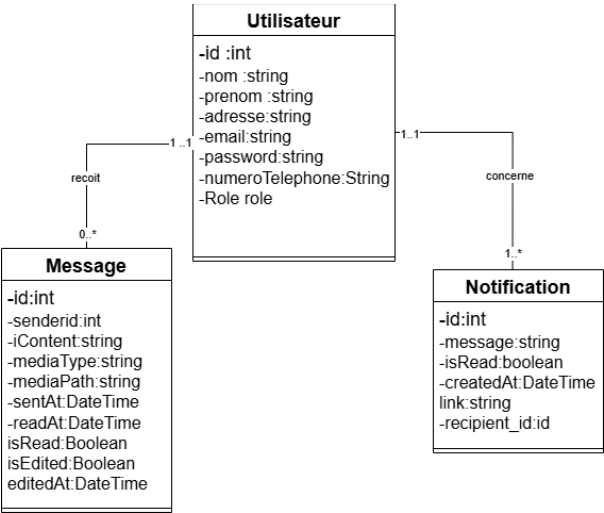 Utilisateur
-id :int
-nom :string
-prenom :string
-adresse:string
-email:string
-password:string
-numeroTelephone:String
-Role role
1..1
1..1
recoit
concerne
0..*
1..*
Message
-id:int
-senderid:int
-iContent:string
-mediaType:string
-mediaPath:string
-sentAt:DateTime
-readAt:DateTime
isRead:Boolean
isEdited:Boolean
editedAt:DateTime
Notification
-id:int
-message:string
-isRead:boolean
-createdAt:DateTime
link:string
-recipient_id:id